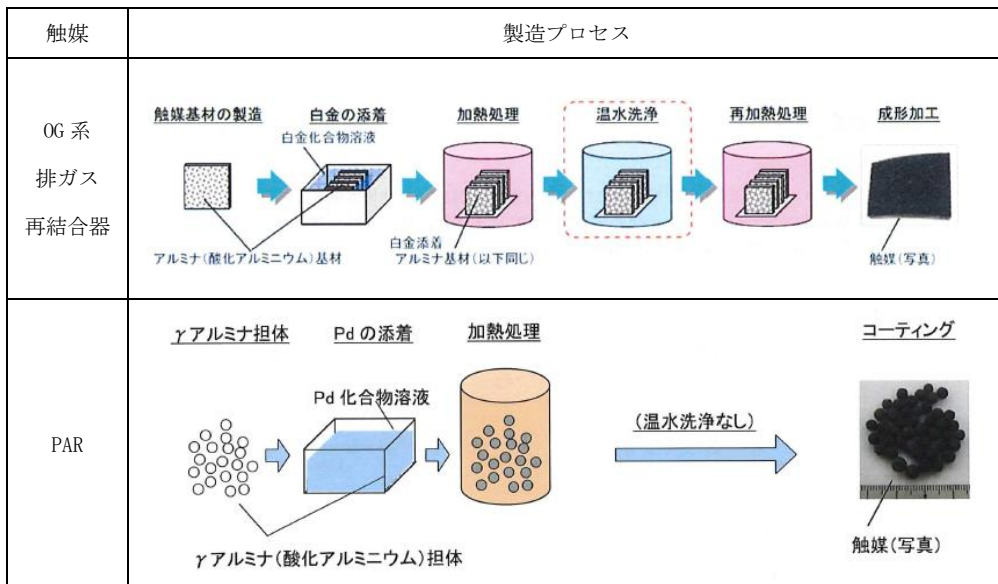 触媒
製造プロセス
OG 系
排ガス
再結合器
触媒基材の製造
白金の添着
加熱処理
温水洗浄
再加熱処理
成形加工
白金化合物溶液
白金添着
アルミナ基材(以下同じ)
アルミナ(酸化アルミニウム)基材
触媒(写真)
PAR
γアルミナ担体
Pd の添着
加熱処理
コーティング
Pd 化合物溶液
(温水洗浄なし)
γアルミナ(酸化アルミニウム)担体
触媒(写真)